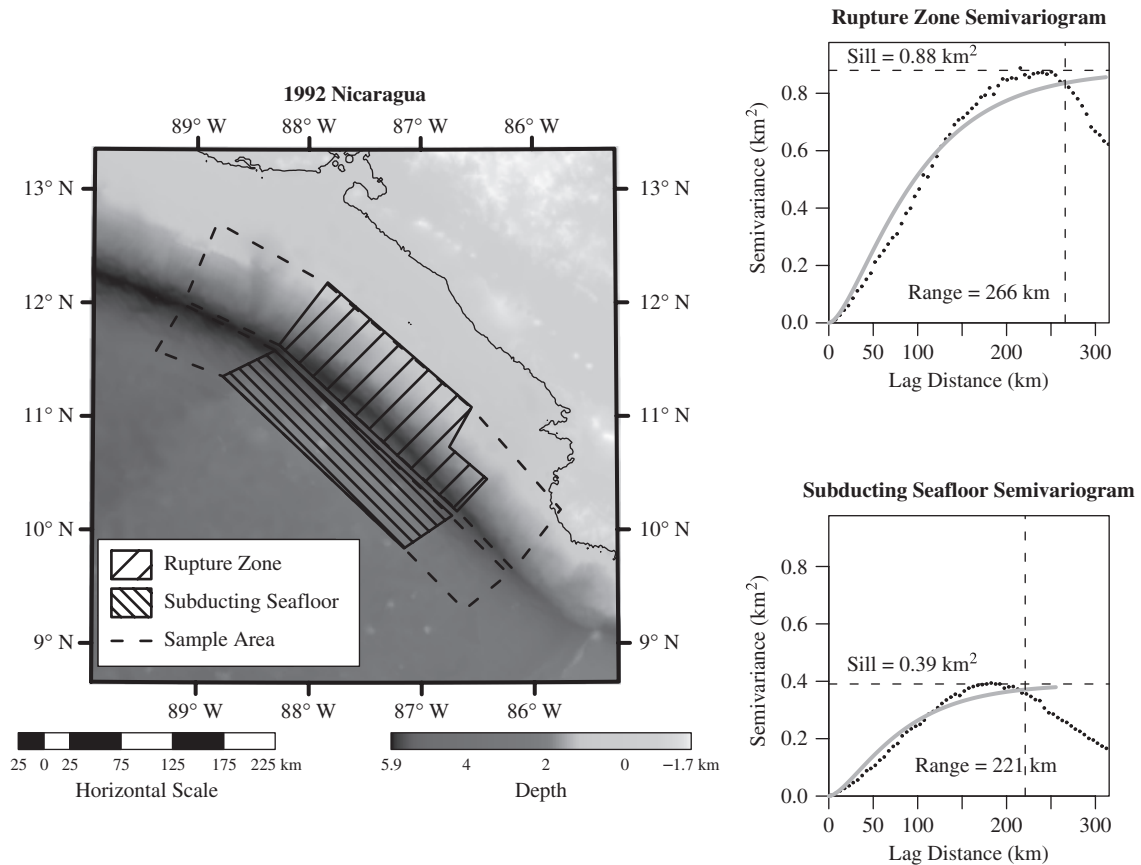 1992 Nicaragua
89° W 88° W 87° W 86° W
13° N 13° N
12° N 12° N
11° N 11° N
10° N 10° N
9° N 9° N
Rupture Zone
Subducting Seafloor
Sample Area
89° W 88° W 87° W 86° W
25 0 25 75 125 175 225 km
Horizontal Scale
5.9 4 2 0 −1.7 km
Depth
Rupture Zone Semivariogram
Sill = 0.88 km²
Semivariance (km²)
0.8
0.6
0.4
0.2
0.0
Range = 266 km
0 50 100 200 300
Lag Distance (km)
Subducting Seafloor Semivariogram
Semivariance (km²)
0.8
0.6
Sill = 0.39 km²
0.4
0.2
0.0
Range = 221 km
0 50 100 200 300
Lag Distance (km)